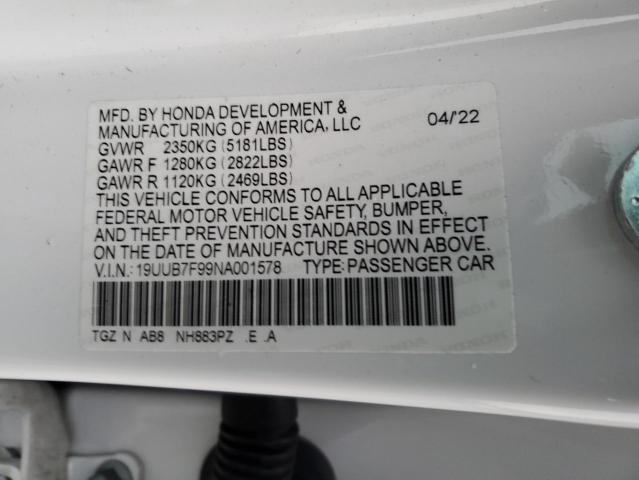 MFD. BY HONDA DEVELOPMENT &
MANUFACTURING OF AMERICA, LLC 04/'22
GVWR 2350KG (5181LBS)
GAWR F 1280KG (2822LBS)
GAWR R 1120KG (2469LBS)
THIS VEHICLE CONFORMS TO ALL APPLICABLE
FEDERAL MOTOR VEHICLE SAFETY, BUMPER,
AND THEFT PREVENTION STANDARDS IN EFFECT
ON THE DATE OF MANUFACTURE SHOWN ABOVE.
V.I.N.: 19UUB7F99NA001578 TYPE: PASSENGER CAR
TGZ N AB8 NH883PZ .E .A